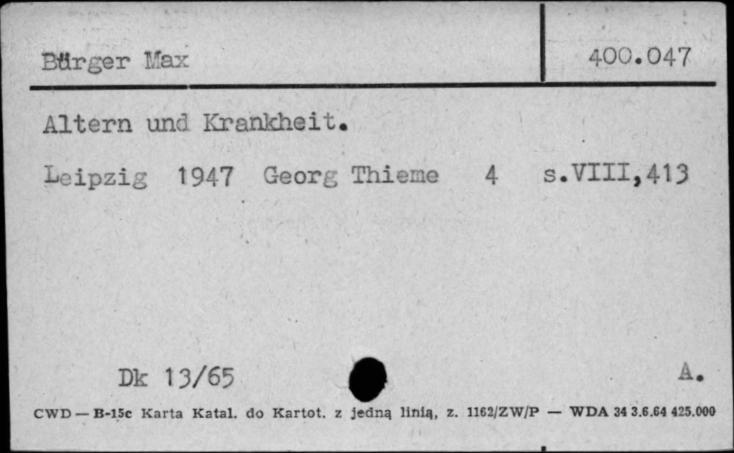 Bürger Max 400.047
Altern und Krankheit.
Leipzig 1947 Georg Thieme 4 s.VIII,413
Dk 13/65 A.
CWD — B-15c Karta Katal. do Kartot. z jedną linią, z. 1162/ZW/P — WDA 34 3.6.64 425.000